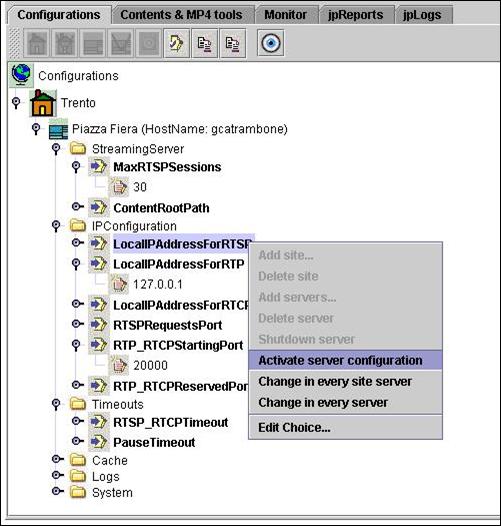 Configurations Contents & MP4 tools Monitor jpReports jpLogs
Configurations
Trento
Piazza Fiera (HostName: gcatrambone)
StreamingServer
MaxRTSPSessions
30
ContentRootPath
IPConfiguration
LocalIPAddressForRTSP
LocalIPAddressForRTP
127.0.0.1
LocalIPAddressForRTCP
RTSPRequestsPort
RTP_RTCPStartingPort
20000
RTP_RTCPReservedPor
Timeouts
RTSP_RTCPTimeout
PauseTimeout
Cache
Logs
System
Add site...
Delete site
Add servers...
Delete server
Shutdown server
Activate server configuration
Change in every site server
Change in every server
Edit Choice...